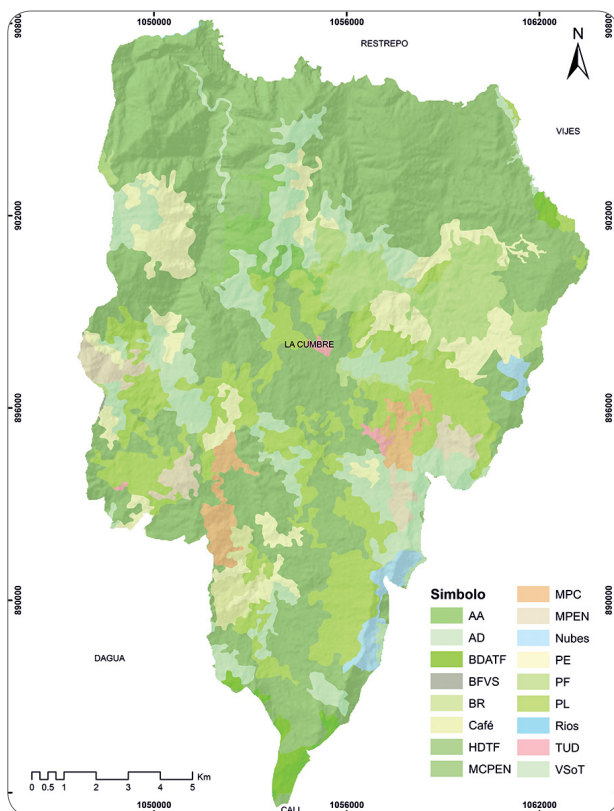 1050000 1056000 1062000
90800
RESTREPO
N
VIJES
902000 902000
LA CUMBRE
896000 896000
890000 890000
DAGUA
Simbolo
AA
AD
BDATF
BFVS
BR
Café
HDTF
MCPEN
MPC
MPEN
Nubes
PE
PF
PL
Rios
TUD
VSoT
0 0.5 1 2 3 4 5 Km
1050000 1056000 1062000
CALI